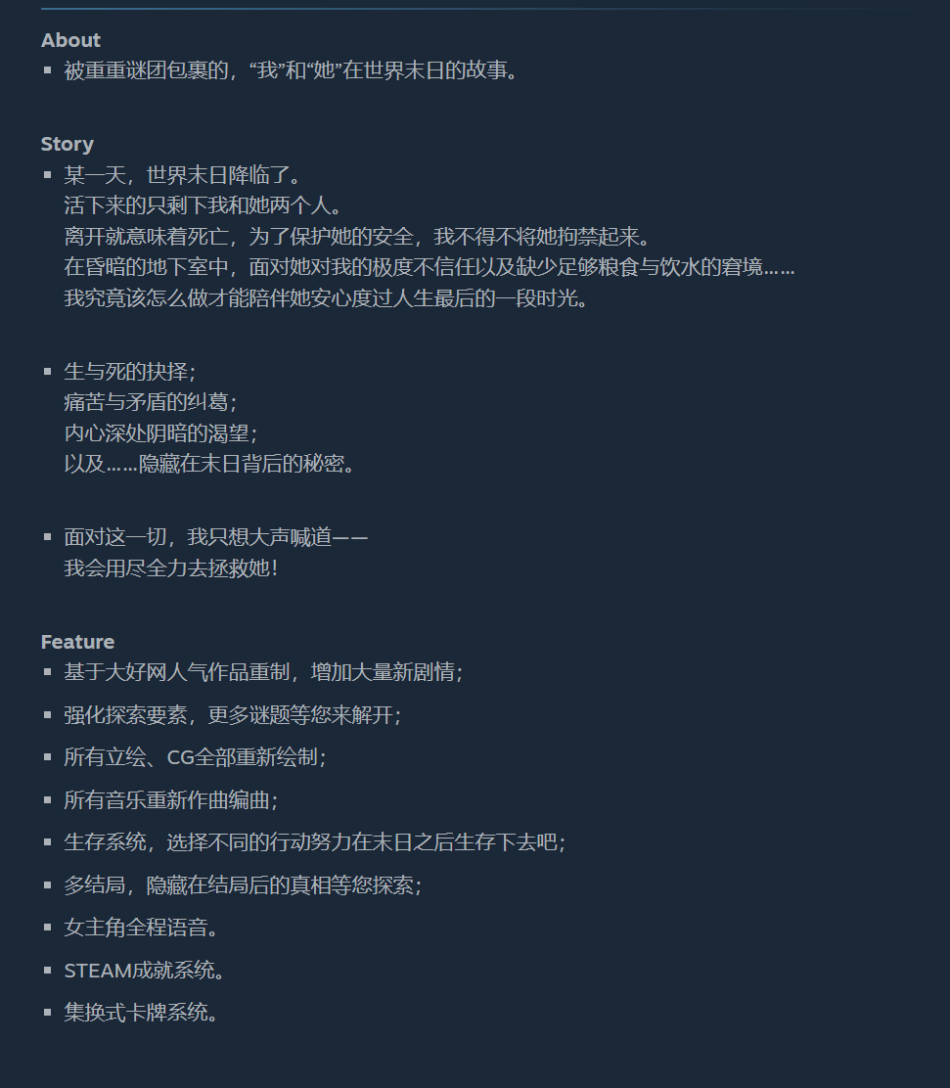 About
被重重谜团包裹的，“我”和“她”在世界末日的故事。
Story
某一天，世界末日降临了。
活下来的只剩下我和她两个人。
离开就意味着死亡，为了保护她的安全，我不得不将她拘禁起来。
在昏暗的地下室中，面对她对我的极度不信任以及缺少足够粮食与饮水的窘境……
我究竟该怎么做才能陪伴她安心度过人生最后的一段时光。
生与死的抉择；
痛苦与矛盾的纠葛；
内心深处阴暗的渴望；
以及……隐藏在末日背后的秘密。
面对这一切，我只想大声喊道——
我会用尽全力去拯救她！
Feature
基于大好网人气作品重制，增加大量新剧情；
强化探索要素，更多谜题等您来解开；
所有立绘、CG全部重新绘制；
所有音乐重新作曲编曲；
生存系统，选择不同的行动努力在末日之后生存下去吧；
多结局，隐藏在结局后的真相等您探索；
女主角全程语音。
STEAM成就系统。
集换式卡牌系统。